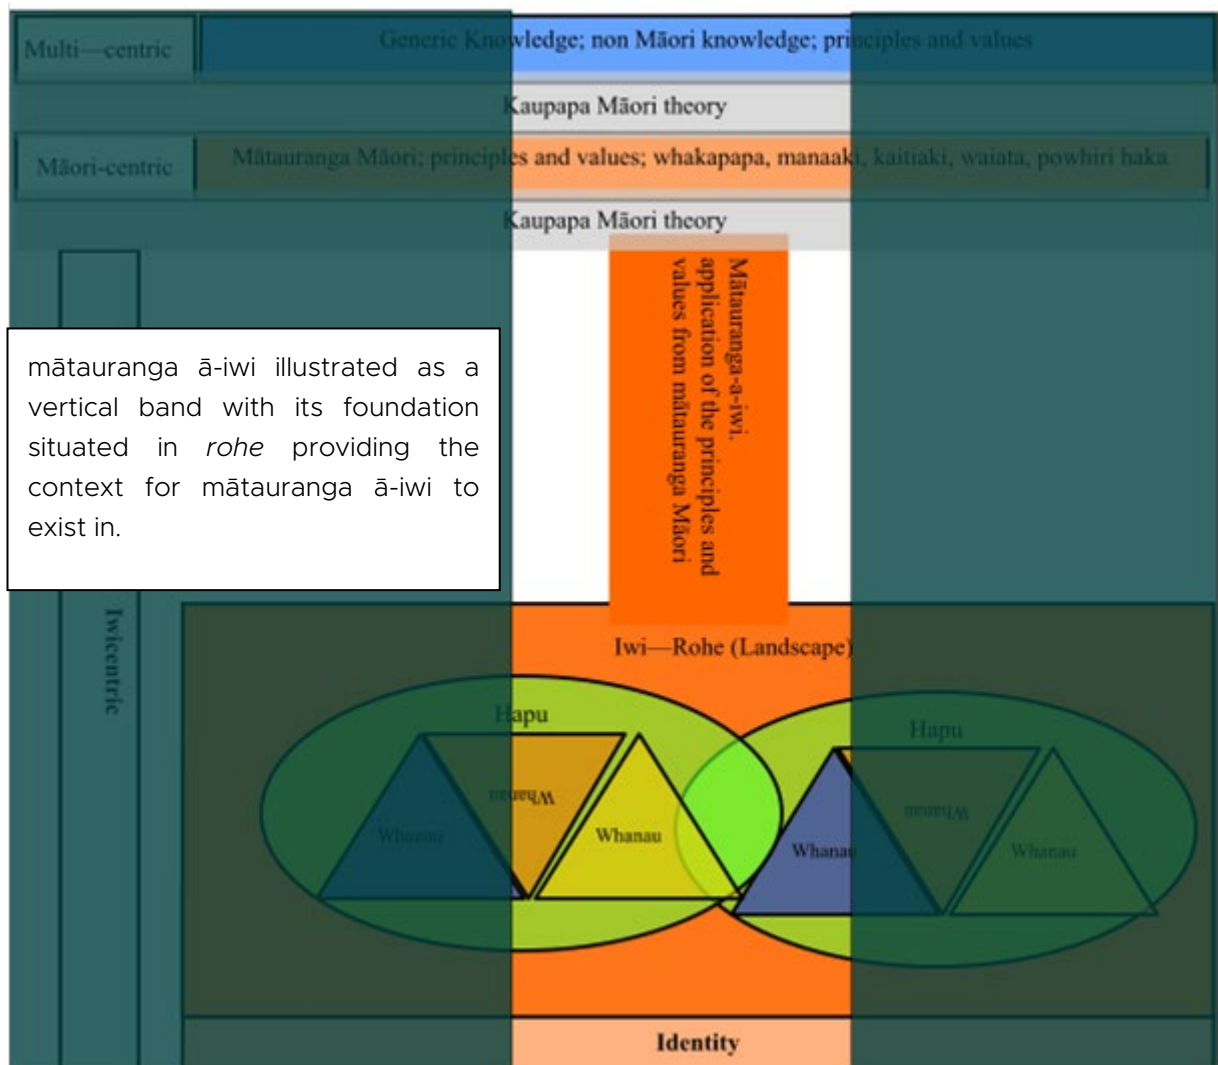 Multi—centric
Generic Knowledge; non Māori knowledge; principles and values
Kaupapa Māori theory
Māori-centric
Mātauranga Māori; principles and values; whakapapa, manaaki, kaitiaki, waiata, powhiri haka
Kaupapa Māori theory
Mātauranga-a-iwi.
application of the principles and
values from mātauranga Māori
mātauranga ā-iwi illustrated as a
vertical band with its foundation
situated in rohe providing the
context for mātauranga ā-iwi to
exist in.
Iwicentric
Iwi—Rohe (Landscape)
Hapu
Whanau
Whanau
Whanau
Hapu
Whanau
Whanau
Whanau
Identity